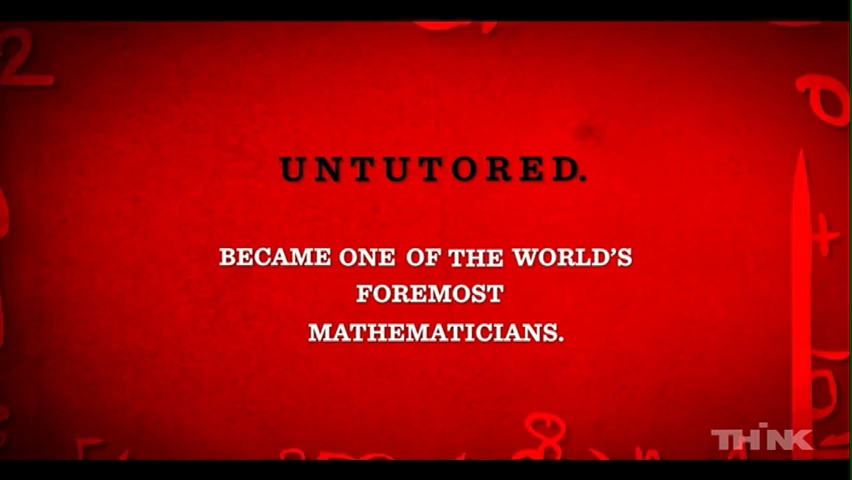 UNTUTORED.
BECAME ONE OF THE WORLD'S
FOREMOST
MATHEMATICIANS.
THiNK